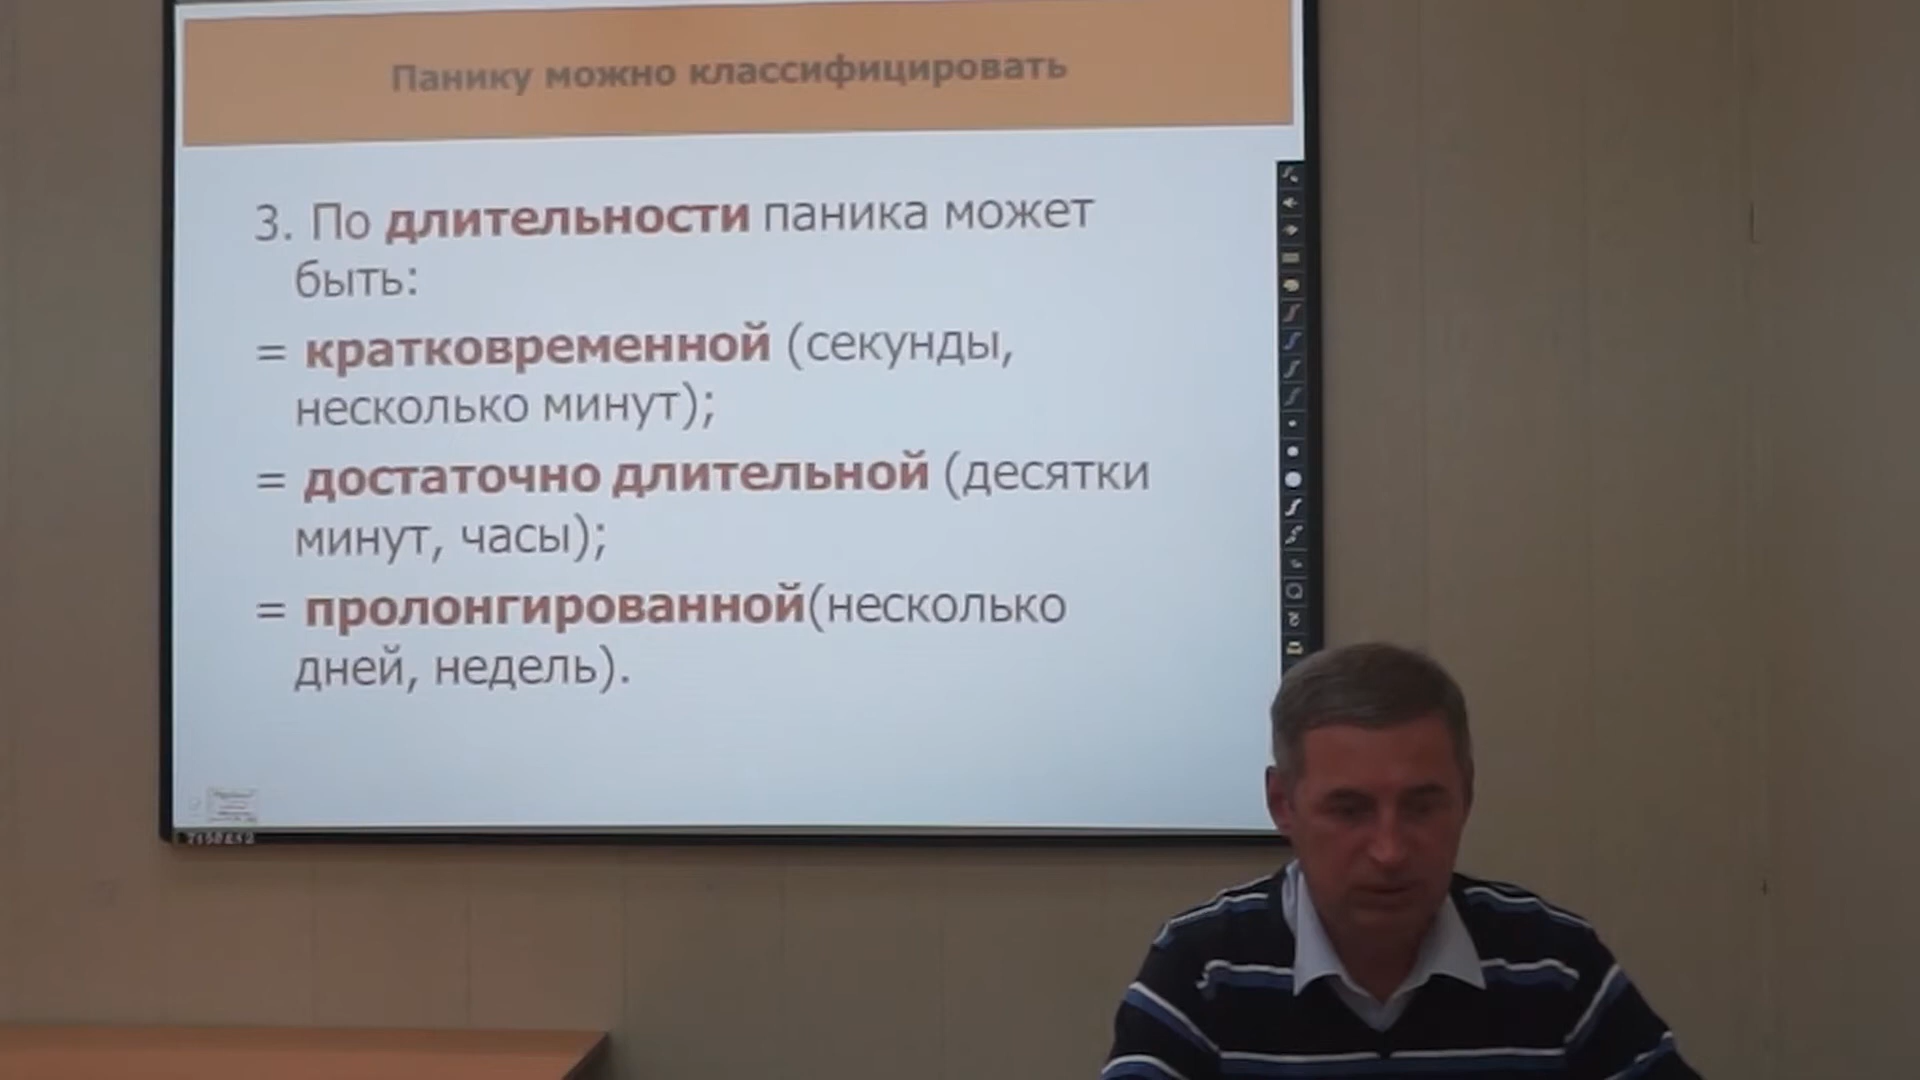 Панику можно классифицировать
3. По длительности паника может
быть:
= кратковременной (секунды,
несколько минут);
= достаточно длительной (десятки
минут, часы);
= пролонгированной(несколько
дней, недель).